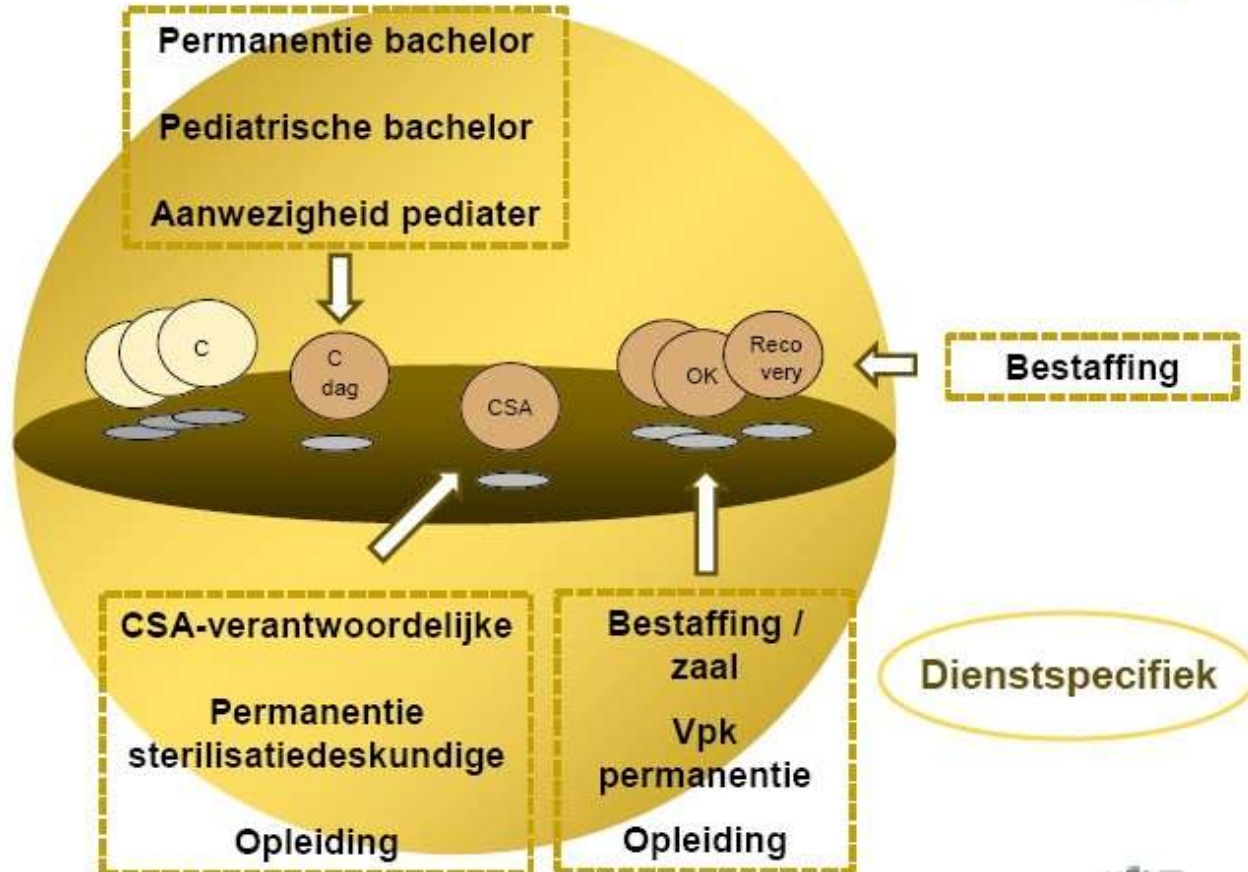 Permanentie bachelor
Pediatrische bachelor
Aanwezigheid pediater
C
C
dag
CSA
OK
Reco
very
Bestaffing
CSA-verantwoordelijke
Permanentie
sterilisatiedeskundige
Opleiding
Bestaffing /
zaal
Vpk
permanentie
Opleiding
Dienstspecifiek